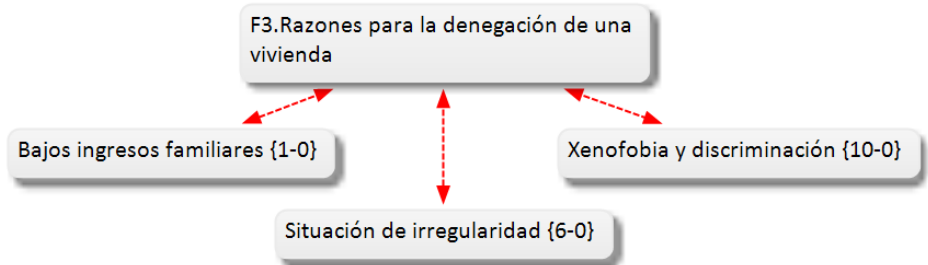 F3.Razones para la denegación de una
vivienda
Bajos ingresos familiares {1-0}
Xenofobia y discriminación {10-0}
Situación de irregularidad {6-0}